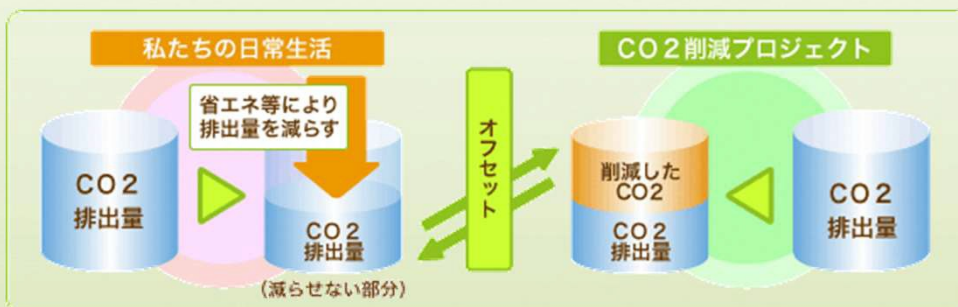 私たちの日常生活
省エネ等により
排出量を減らす
CO2
排出量
CO2
排出量
(減らせない部分)
オフセット
CO2削減プロジェクト
削減した
CO2
CO2
排出量
CO2
排出量